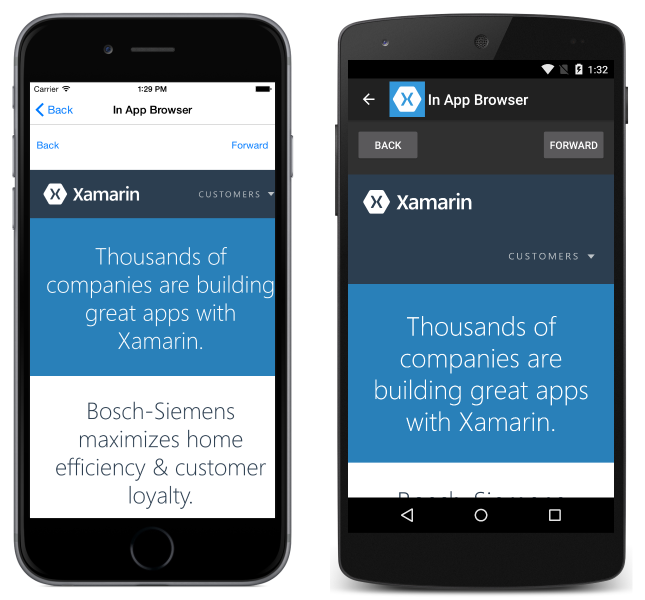 Carrier 1:29 PM
Back In App Browser
Back Forward
Xamarin CUSTOMERS
Thousands of
companies are building
great apps with
Xamarin.
Bosch-Siemens
maximizes home
efficiency & customer
loyalty.
1:32
In App Browser
BACK FORWARD
Xamarin
CUSTOMERS
Thousands of
companies are
building great apps
with Xamarin.
Bosch-Siemens